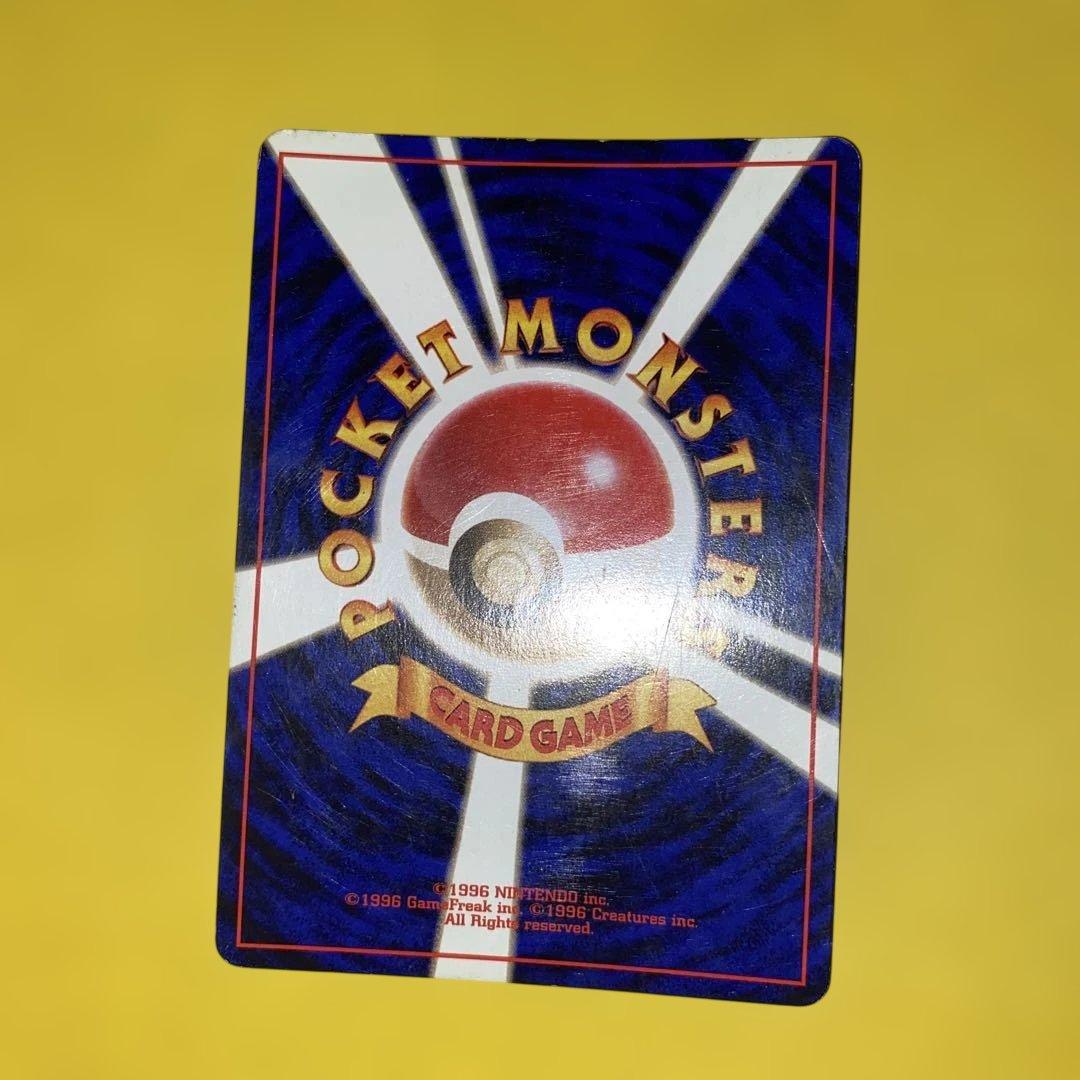 POCKET MONSTERS
CARD GAME
©1996 NINTENDO inc.
©1996 GameFreak inc. ©1996 Creatures inc.
All Rights reserved.